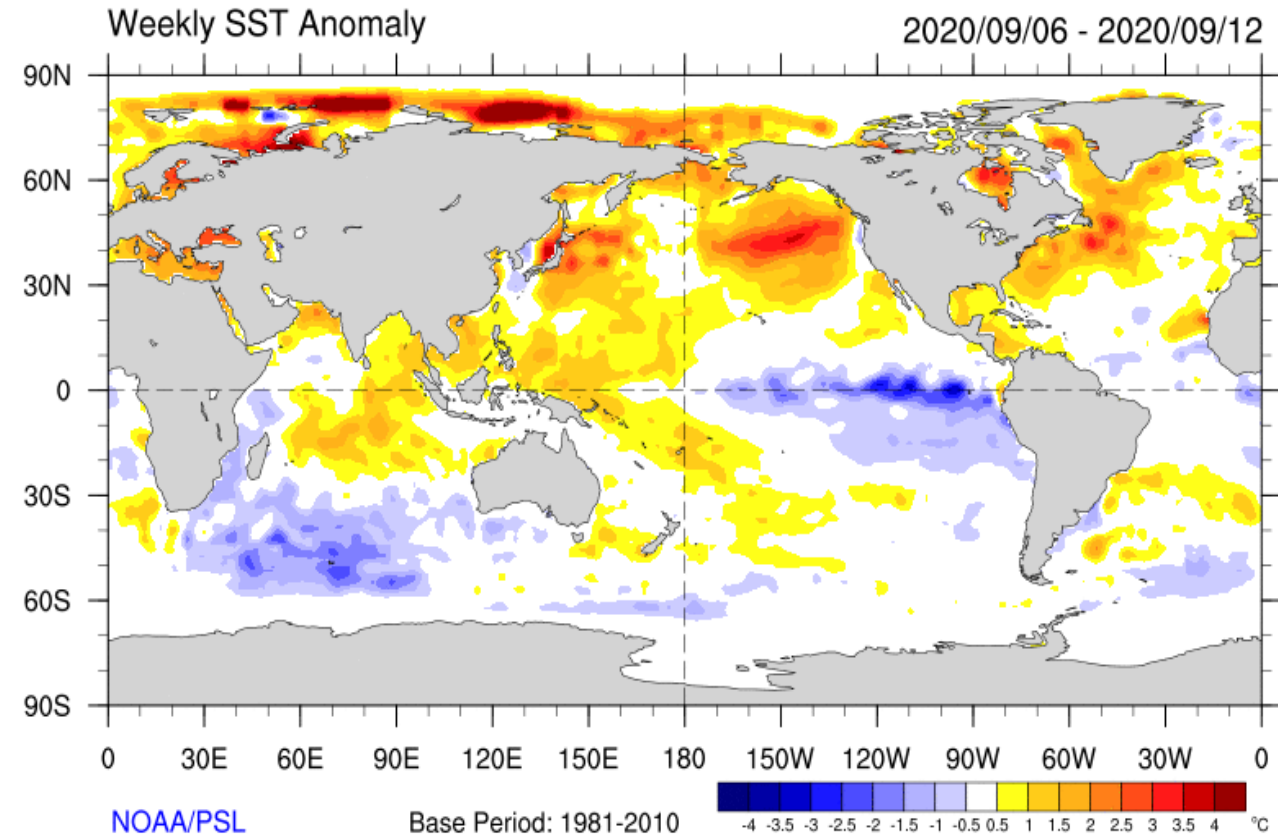 Weekly SST Anomaly 2020/09/06 - 2020/09/12
90N
60N
30N
0
30S
60S
90S
0 30E 60E 90E 120E 150E 180 150W 120W 90W 60W 30W 0
-4 -3.5 -3 -2.5 -2 -1.5 -1 -0.5 0.5 1 1.5 2 2.5 3 3.5 4 °C
NOAA/PSL Base Period: 1981-2010